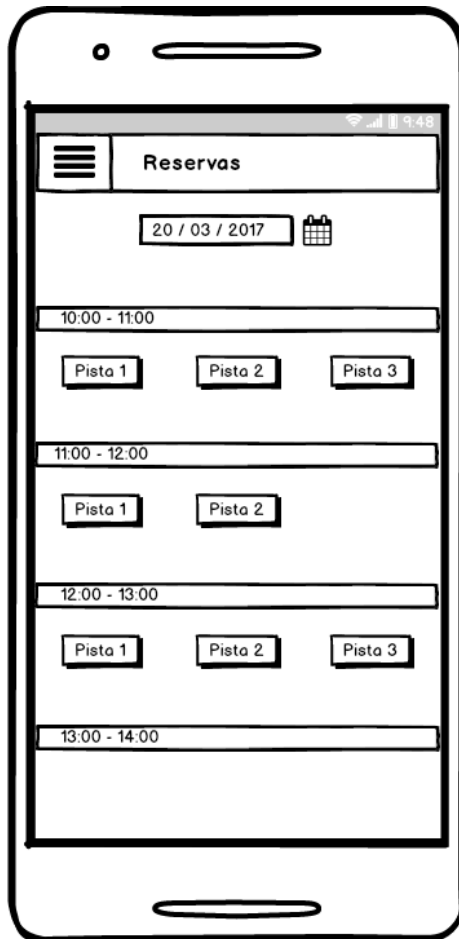 9:48
Reservas
20 / 03 / 2017
10:00 - 11:00
Pista 1 Pista 2 Pista 3
11:00 - 12:00
Pista 1 Pista 2
12:00 - 13:00
Pista 1 Pista 2 Pista 3
13:00 - 14:00